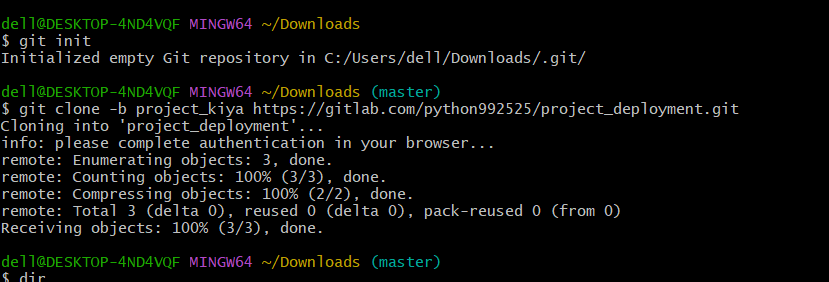 dell@DESKTOP-4ND4VQF MINGW64 ~/Downloads
$ git init
Initialized empty Git repository in C:/Users/dell/Downloads/.git/
dell@DESKTOP-4ND4VQF MINGW64 ~/Downloads (master)
$ git clone -b project_kiya https://gitlab.com/python992525/project_deployment.git
Cloning into 'project_deployment'...
info: please complete authentication in your browser...
remote: Enumerating objects: 3, done.
remote: Counting objects: 100% (3/3), done.
remote: Compressing objects: 100% (2/2), done.
remote: Total 3 (delta 0), reused 0 (delta 0), pack-reused 0 (from 0)
Receiving objects: 100% (3/3), done.
dell@DESKTOP-4ND4VQF MINGW64 ~/Downloads (master)
$ dir